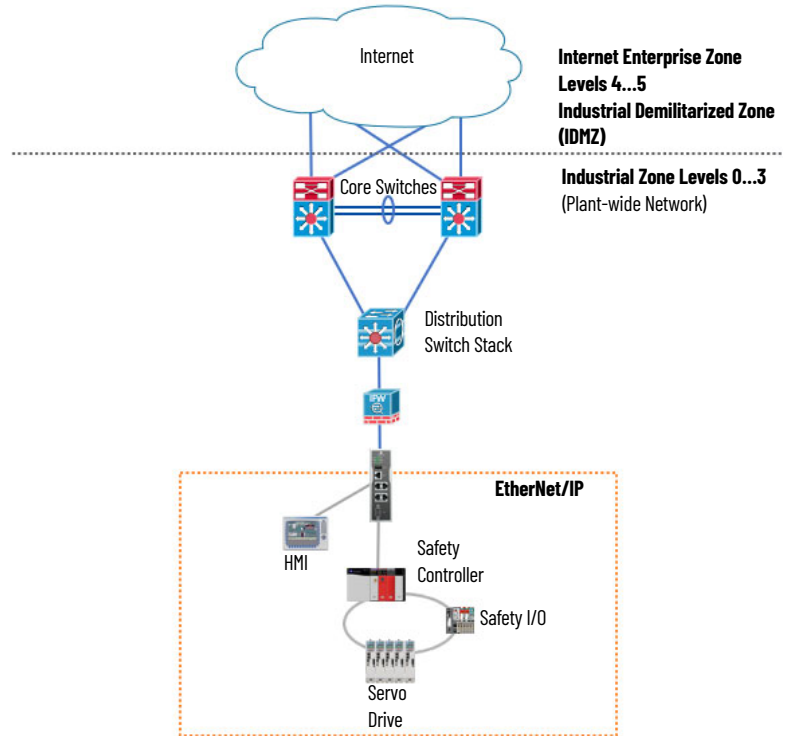 Internet
Internet Enterprise Zone
Levels 4...5
Industrial Demilitarized Zone
(IDMZ)
Core Switches
Industrial Zone Levels 0...3
(Plant-wide Network)
Distribution
Switch Stack
IFW
EtherNet/IP
HMI
Safety
Controller
Safety I/O
Servo
Drive